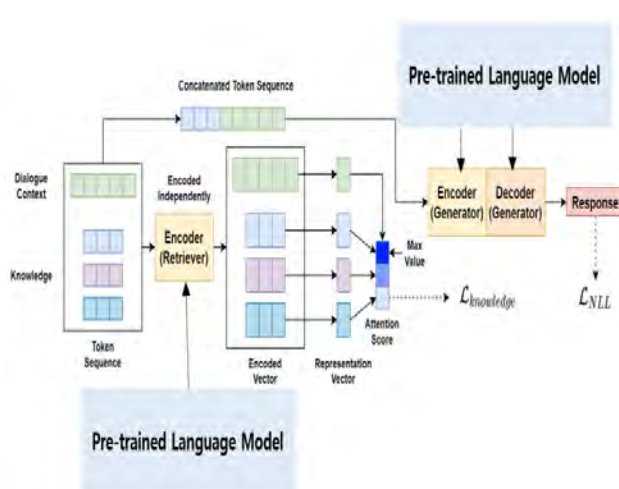 Pre-trained Language Model
Concatenated Token Sequence
Dialogue
Context
Encoded
Independently
Encoder
(Retriever)
Knowledge
Token
Sequence
Encoded
Vector
Representation
Vector
Max
Value
Attention
Score
ℒknowledge
Encoder
(Generator)
Decoder
(Generator)
Response
ℒNLL
Pre-trained Language Model